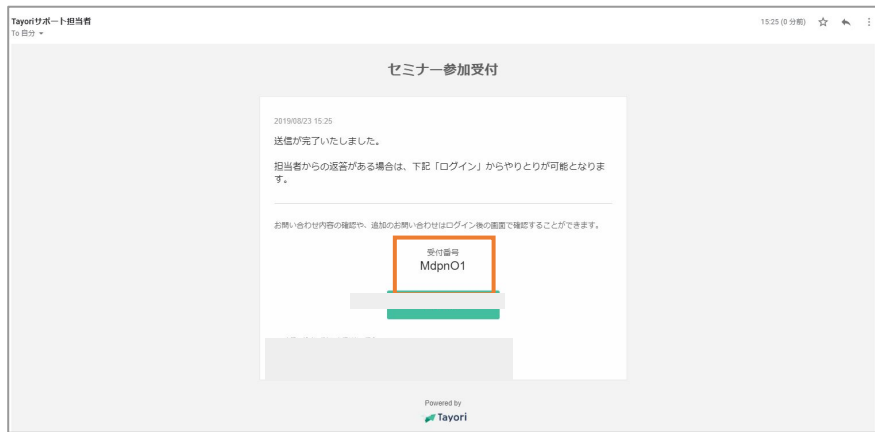 Tayoriサポート担当者
15:25 (0 分前)
To 自分
セミナー参加受付
2019/08/23 15:25
送信が完了いたしました。
担当者からの返答がある場合は、下記「ログイン」からやりとりが可能となりま
す。
お問い合わせ内容の確認や、追加のお問い合わせはログイン後の画面で確認することができます。
受付番号
MdpnO1
Powered by
Tayori